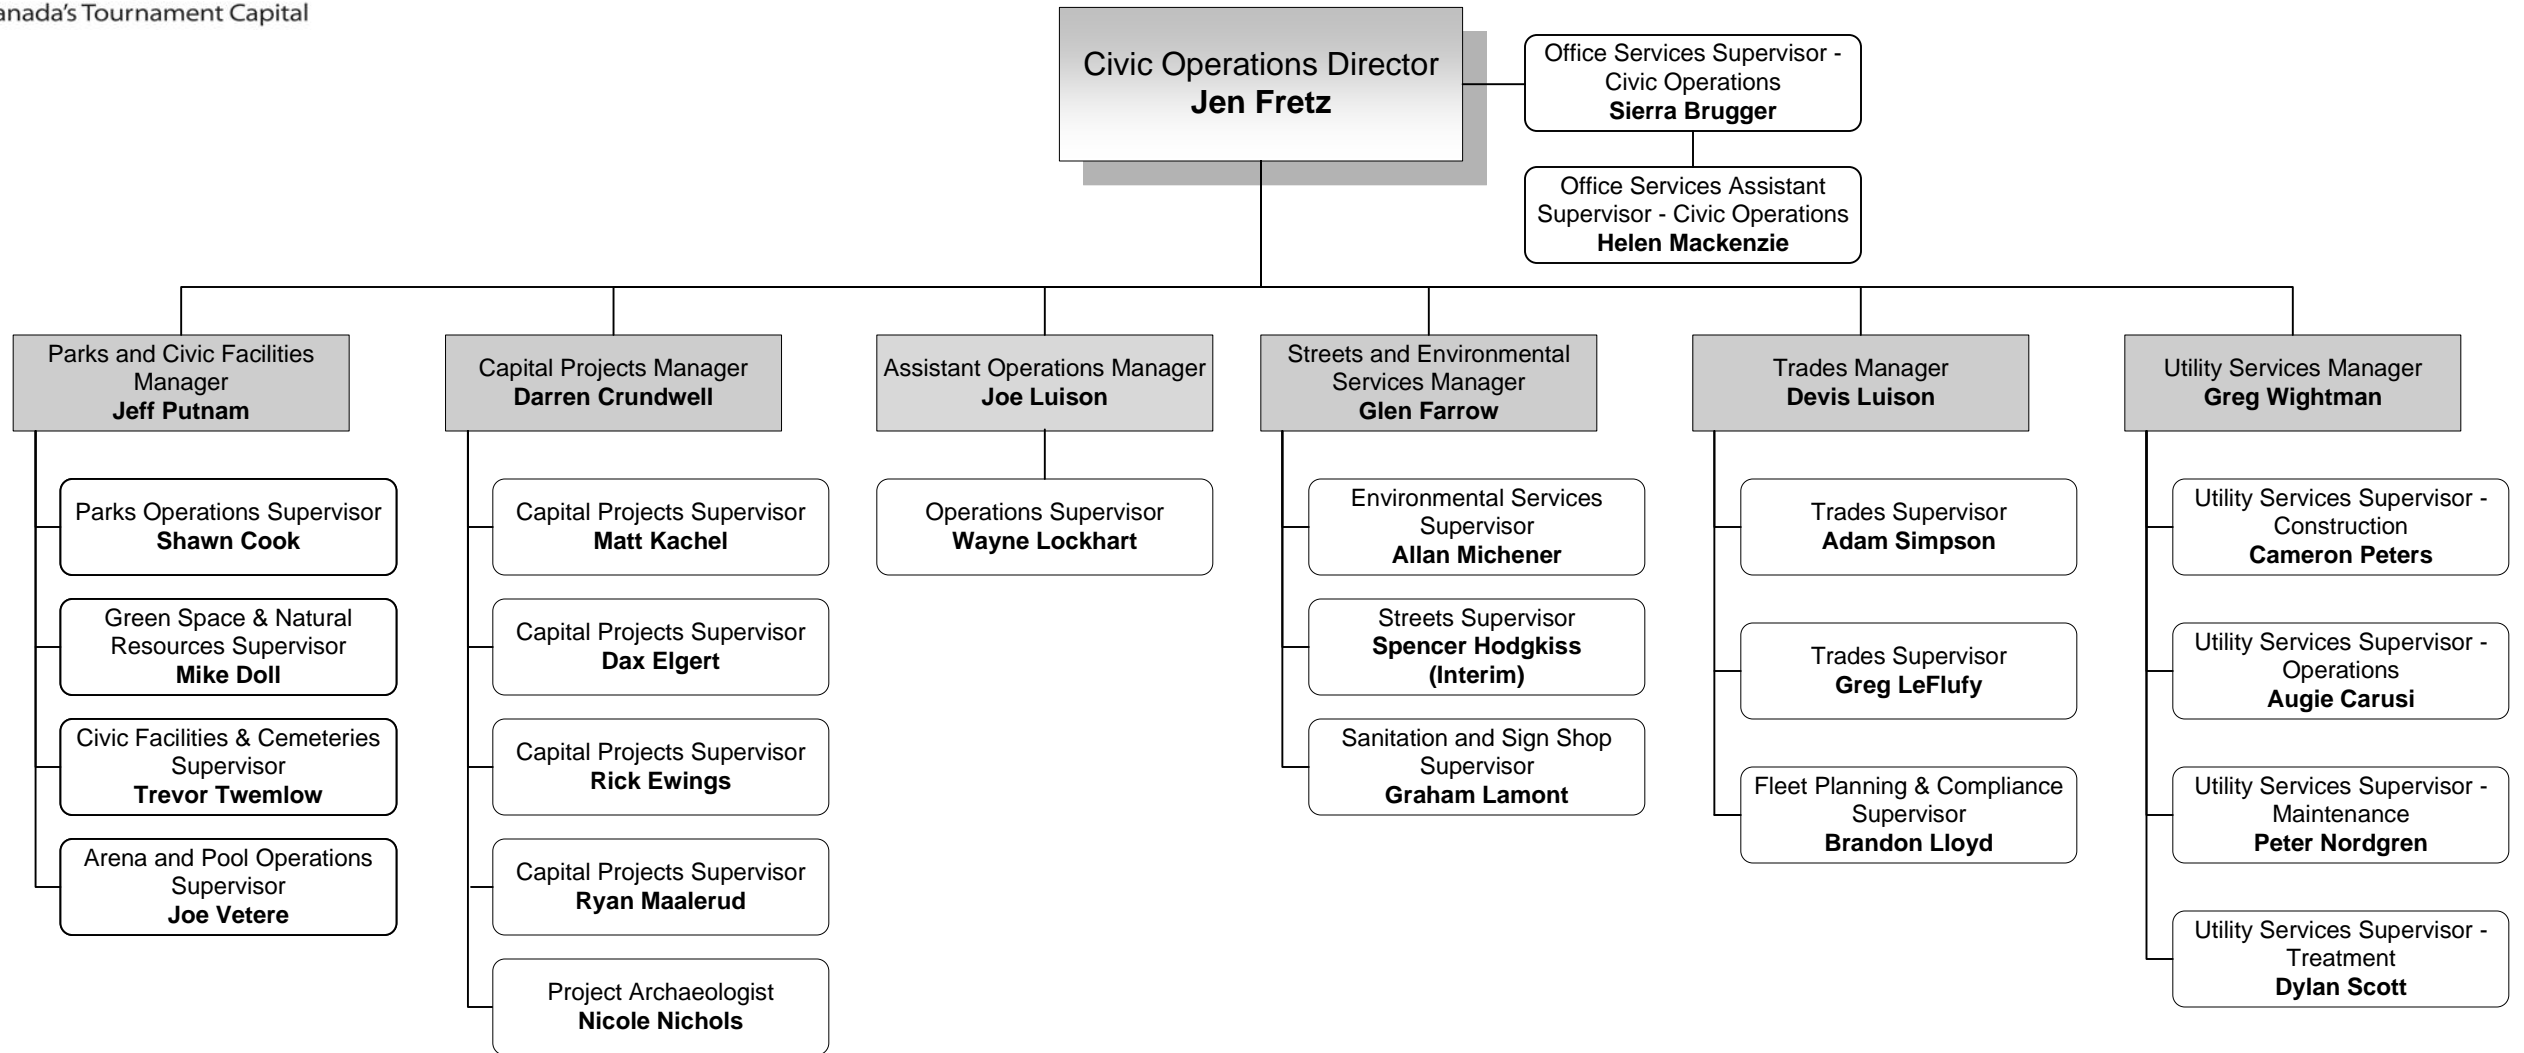 Canada's Tournament Capital
Civic Operations Director
Jen Fretz
Office Services Supervisor -
Civic Operations
Sierra Brugger
Office Services Assistant
Supervisor - Civic Operations
Helen Mackenzie
Parks and Civic Facilities
Manager
Jeff Putnam
Parks Operations Supervisor
Shawn Cook
Green Space & Natural
Resources Supervisor
Mike Doll
Civic Facilities & Cemeteries
Supervisor
Trevor Twemlow
Arena and Pool Operations
Supervisor
Joe Vetere
Capital Projects Manager
Darren Crundwell
Capital Projects Supervisor
Matt Kachel
Capital Projects Supervisor
Dax Elgert
Capital Projects Supervisor
Rick Ewings
Capital Projects Supervisor
Ryan Maalerud
Project Archaeologist
Nicole Nichols
Assistant Operations Manager
Joe Luison
Operations Supervisor
Wayne Lockhart
Streets and Environmental
Services Manager
Glen Farrow
Environmental Services
Supervisor
Allan Michener
Streets Supervisor
Spencer Hodgkiss
(Interim)
Sanitation and Sign Shop
Supervisor
Graham Lamont
Trades Manager
Devis Luison
Trades Supervisor
Adam Simpson
Trades Supervisor
Greg LeFlufy
Fleet Planning & Compliance
Supervisor
Brandon Lloyd
Utility Services Manager
Greg Wightman
Utility Services Supervisor -
Construction
Cameron Peters
Utility Services Supervisor -
Operations
Augie Carusi
Utility Services Supervisor -
Maintenance
Peter Nordgren
Utility Services Supervisor -
Treatment
Dylan Scott